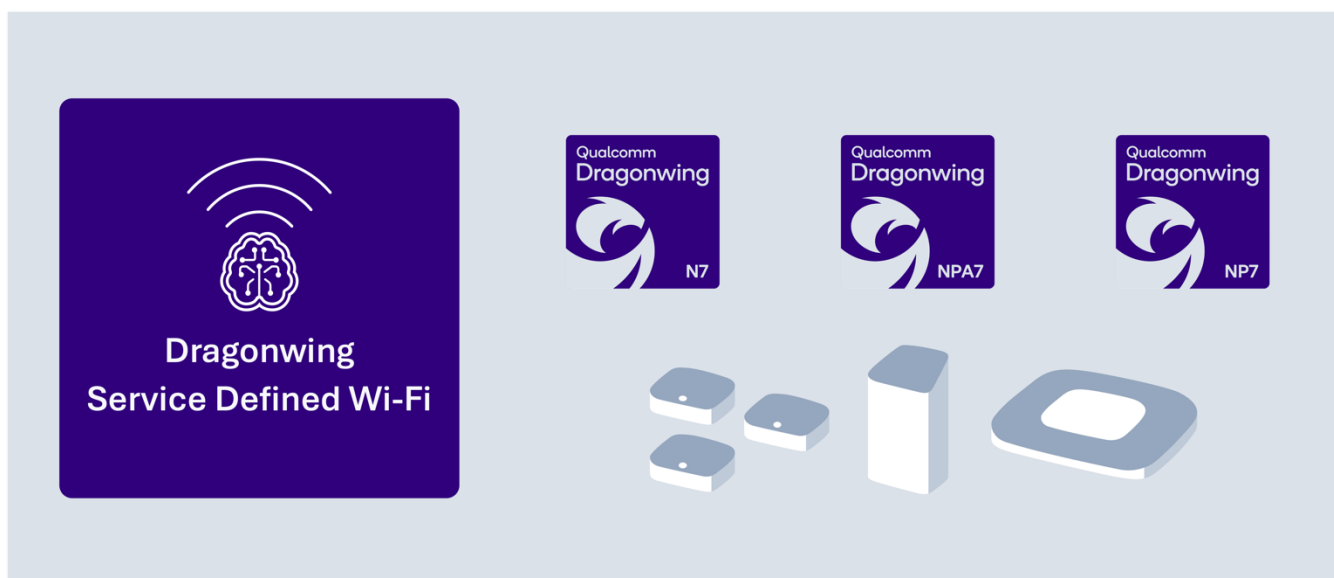 Dragonwing
Service Defined Wi-Fi
Qualcomm
Dragonwing
N7
Qualcomm
Dragonwing
NPA7
Qualcomm
Dragonwing
NP7